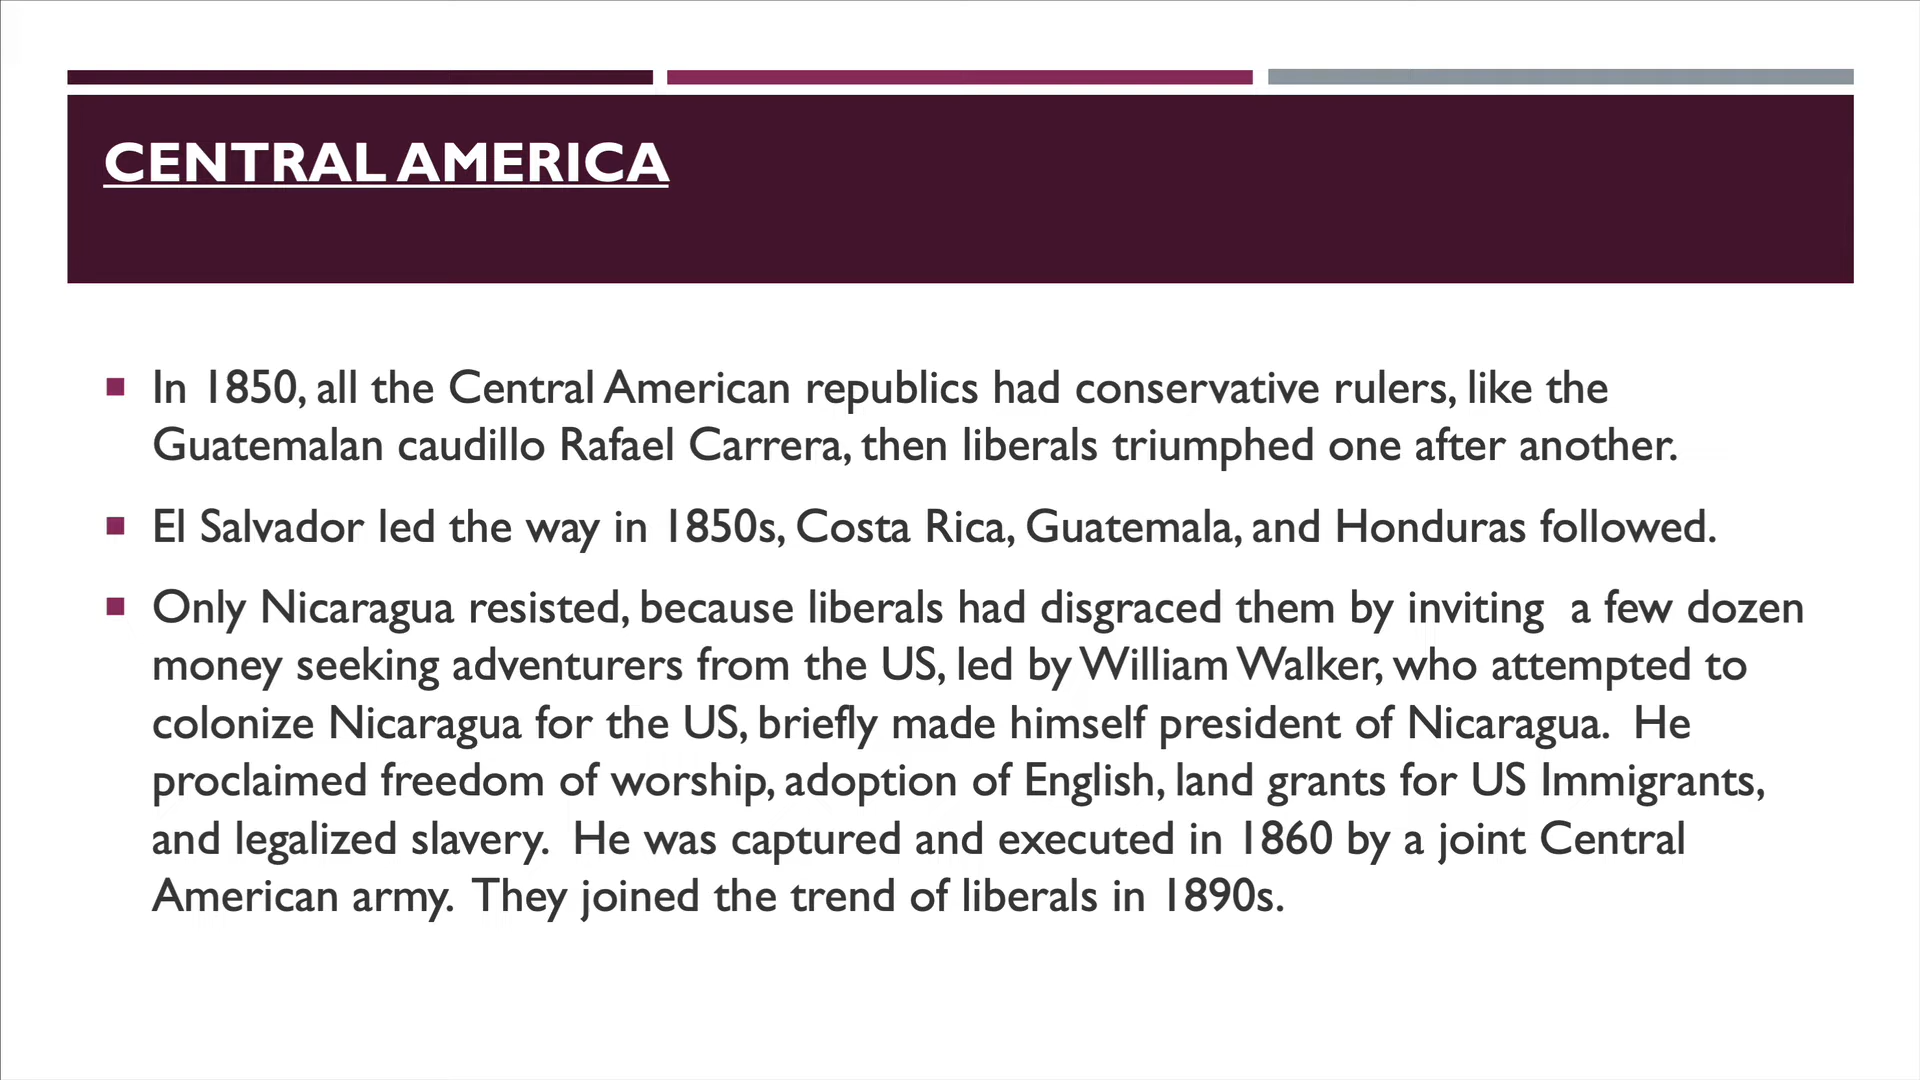 CENTRAL AMERICA
In 1850, all the Central American republics had conservative rulers, like the
Guatemalan caudillo Rafael Carrera, then liberals triumphed one after another.
El Salvador led the way in 1850s, Costa Rica, Guatemala, and Honduras followed.
Only Nicaragua resisted, because liberals had disgraced them by inviting  a few dozen
money seeking adventurers from the US, led by William Walker, who attempted to
colonize Nicaragua for the US, briefly made himself president of Nicaragua.  He
proclaimed freedom of worship, adoption of English, land grants for US Immigrants,
and legalized slavery.  He was captured and executed in 1860 by a joint Central
American army.  They joined the trend of liberals in 1890s.